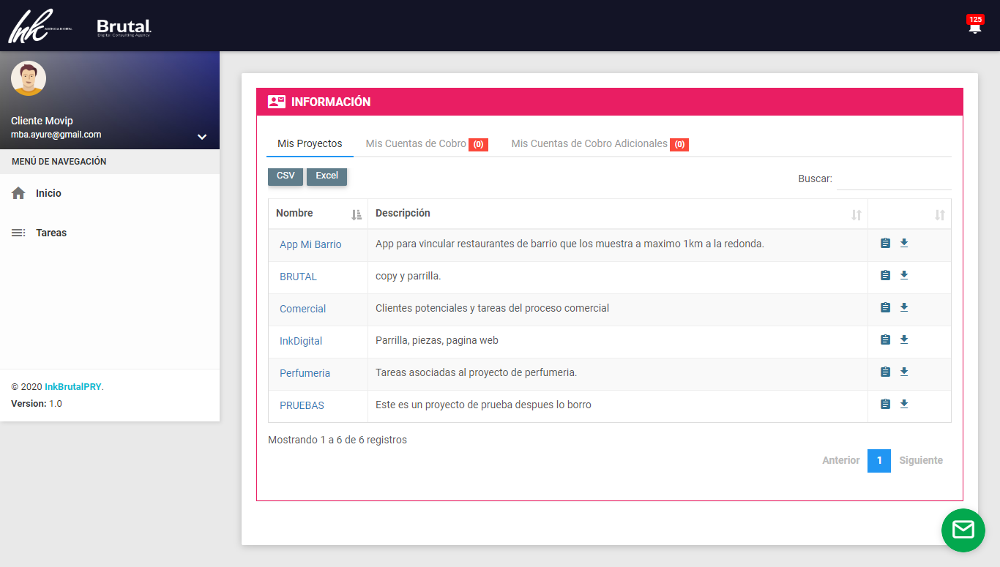 Ink AGENCIA DIGITAL
Brutal.
Digital Consulting Agency
125
Cliente Movip
mba.ayure@gmail.com
MENÚ DE NAVEGACIÓN
Inicio
Tareas
© 2020 InkBrutalPRY.
Version: 1.0
INFORMACIÓN
Mis Proyectos Mis Cuentas de Cobro (0) Mis Cuentas de Cobro Adicionales (0)
CSV Excel Buscar:
Nombre Descripción
App Mi Barrio App para vincular restaurantes de barrio que los muestra a maximo 1km a la redonda.
BRUTAL copy y parrilla.
Comercial Clientes potenciales y tareas del proceso comercial
InkDigital Parrilla, piezas, pagina web
Perfumeria Tareas asociadas al proyecto de perfumeria.
PRUEBAS Este es un proyecto de prueba despues lo borro
Mostrando 1 a 6 de 6 registros
Anterior 1 Siguiente